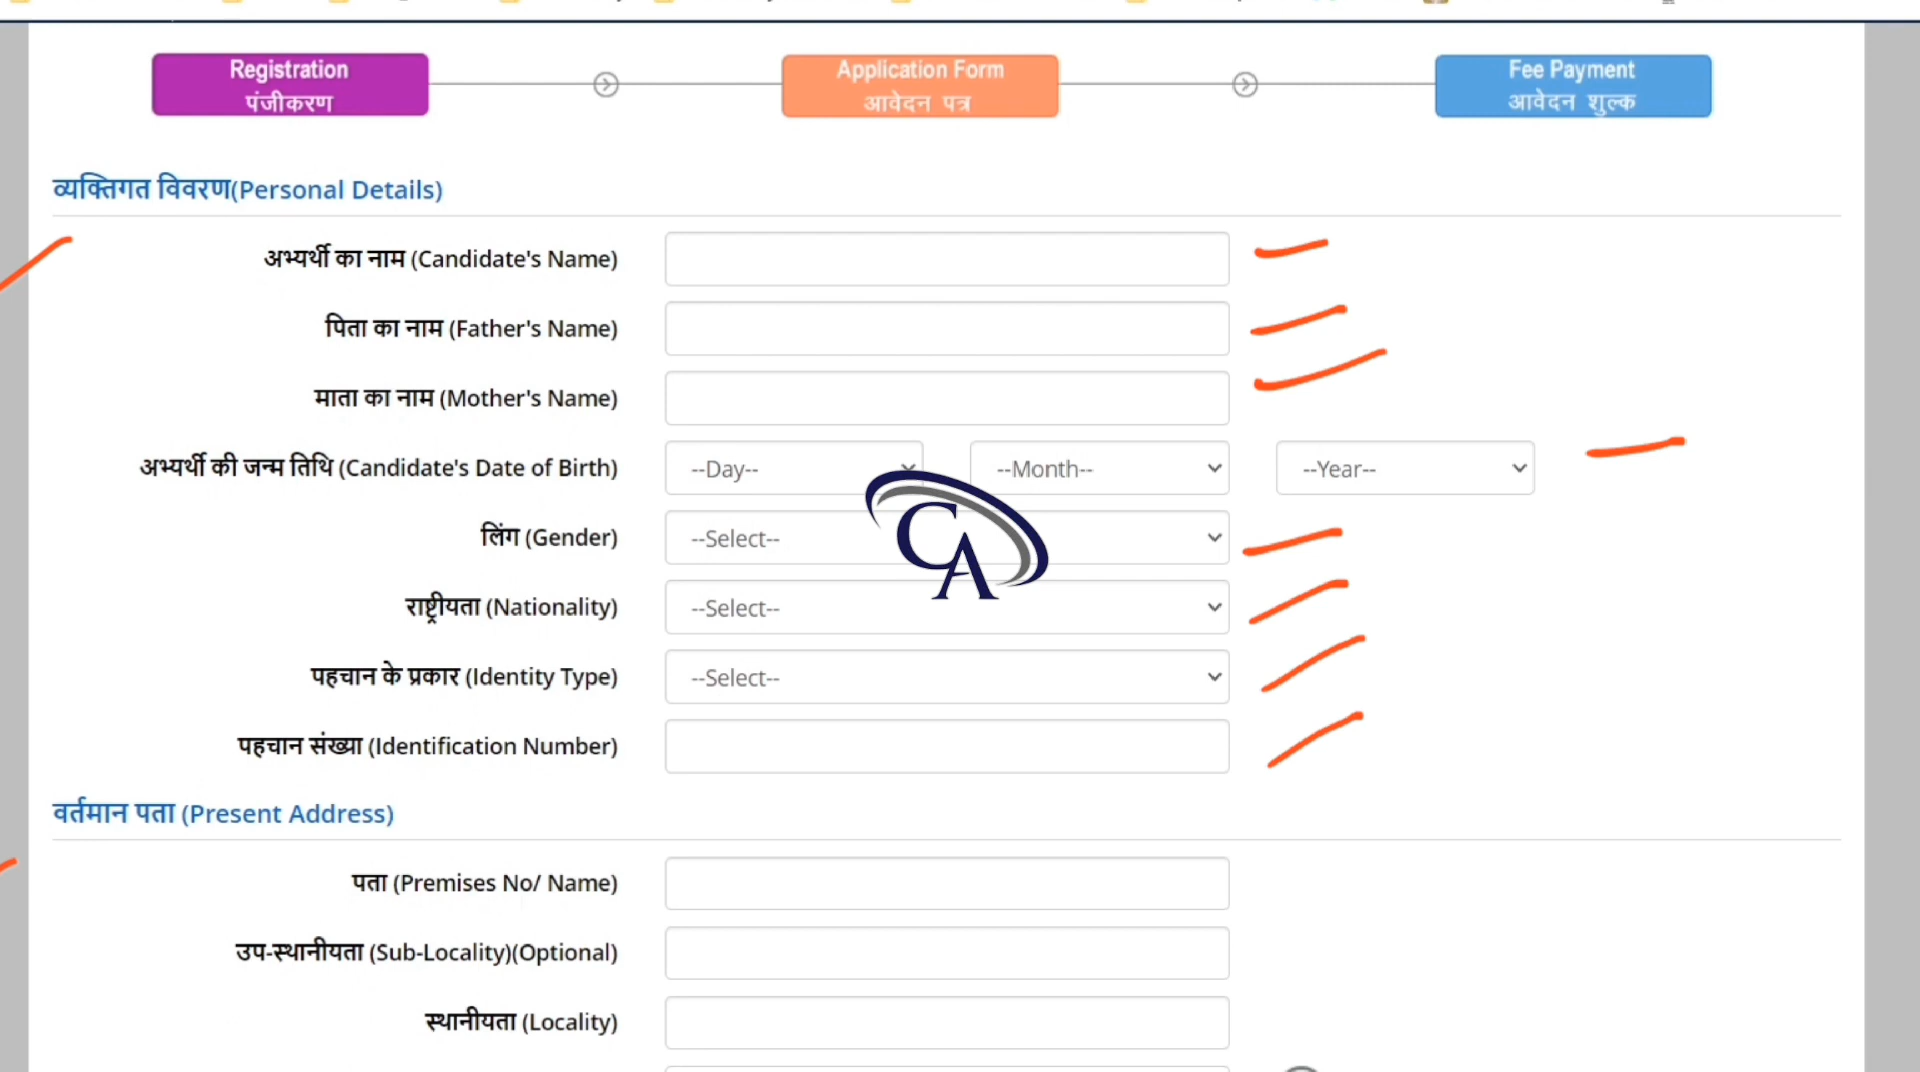 Registration
पंजीकरण
Application Form
आवेदन पत्र
Fee Payment
आवेदन शुल्क
व्यक्तिगत विवरण(Personal Details)
अभ्यर्थी का नाम (Candidate's Name)
पिता का नाम (Father's Name)
माता का नाम (Mother's Name)
अभ्यर्थी की जन्म तिथि (Candidate's Date of Birth) --Day-- --Month-- --Year--
लिंग (Gender) --Select--
राष्ट्रीयता (Nationality) --Select--
पहचान के प्रकार (Identity Type) --Select--
पहचान संख्या (Identification Number)
CA
वर्तमान पता (Present Address)
पता (Premises No/ Name)
उप-स्थानीयता (Sub-Locality)(Optional)
स्थानीयता (Locality)